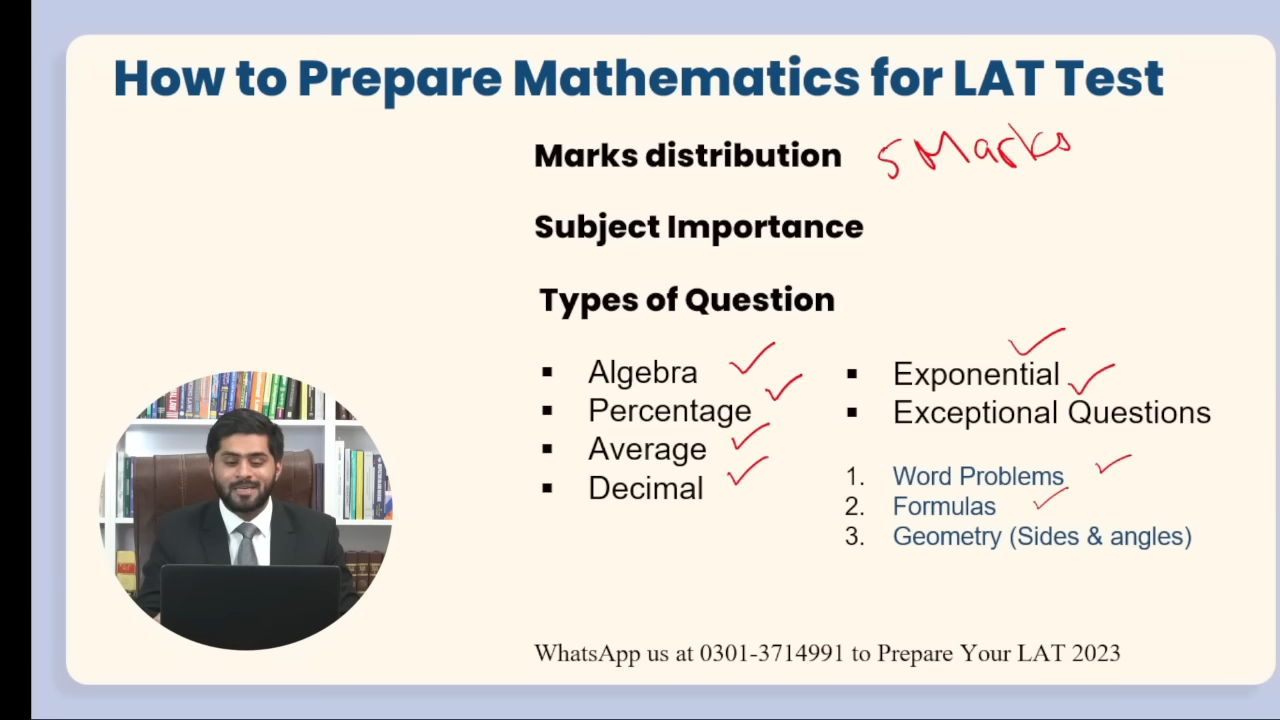 How to Prepare Mathematics for LAT Test
Marks distribution 5 Marks
Subject Importance
Types of Question
▪ Algebra
▪ Percentage
▪ Average
▪ Decimal
▪ Exponential
▪ Exceptional Questions
1. Word Problems
2. Formulas
3. Geometry (Sides & angles)
WhatsApp us at 0301-3714991 to Prepare Your LAT 2023